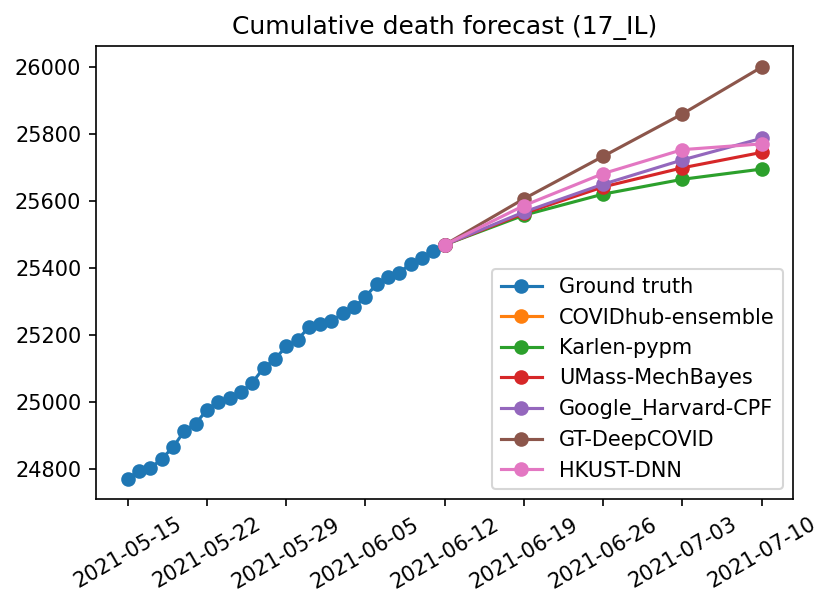 Cumulative death forecast (17_IL)
26000
25800
25600
25400
25200
25000
24800
Ground truth
COVIDhub-ensemble
Karlen-pypm
UMass-MechBayes
Google_Harvard-CPF
GT-DeepCOVID
HKUST-DNN
2021-05-15
2021-05-22
2021-05-29
2021-06-05
2021-06-12
2021-06-19
2021-06-26
2021-07-03
2021-07-10